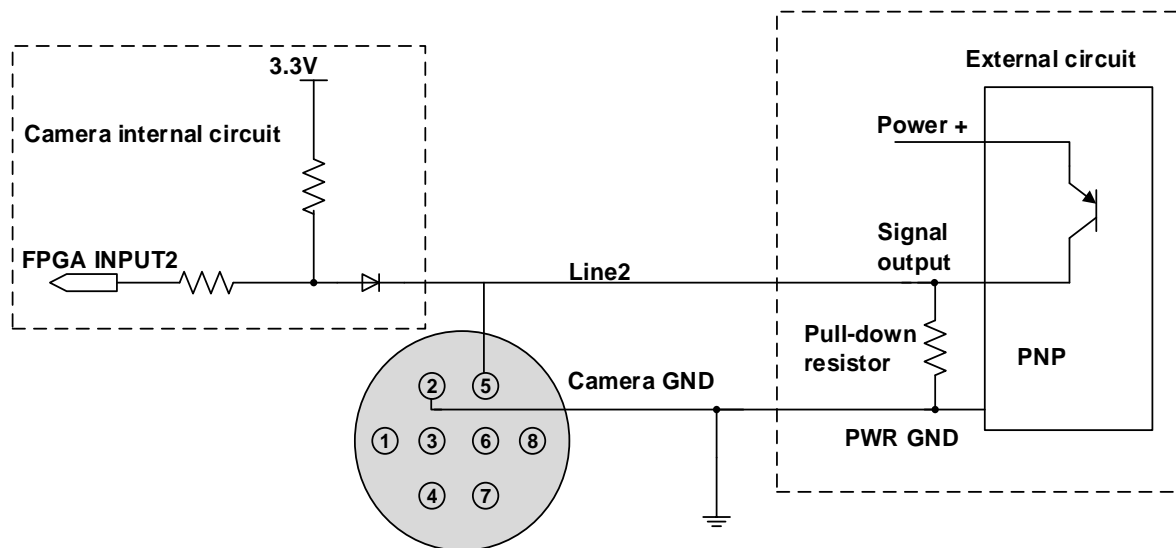 External circuit
3.3V
Camera internal circuit
Power +
FPGA INPUT2
Line2
Signal
output
Pull-down
resistor
PNP
Camera GND
PWR GND
2 5
1 3 6 8
4 7